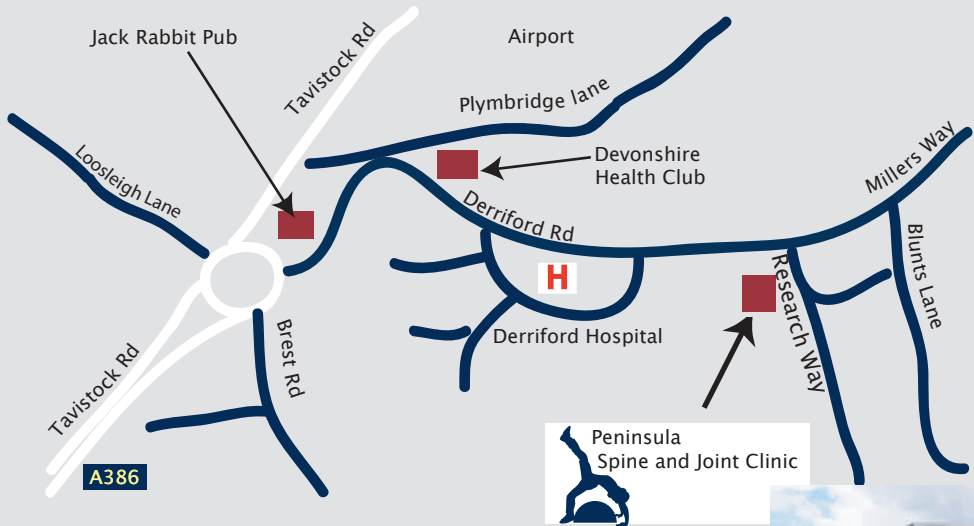 Jack Rabbit Pub
Tavistock Rd
Airport
Plymbridge lane
Loosleigh Lane
Devonshire
Health Club
Millers Way
Derriford Rd
H
Research Way
Blunts Lane
Derriford Hospital
Brest Rd
Tavistock Rd
A386
Peninsula
Spine and Joint Clinic